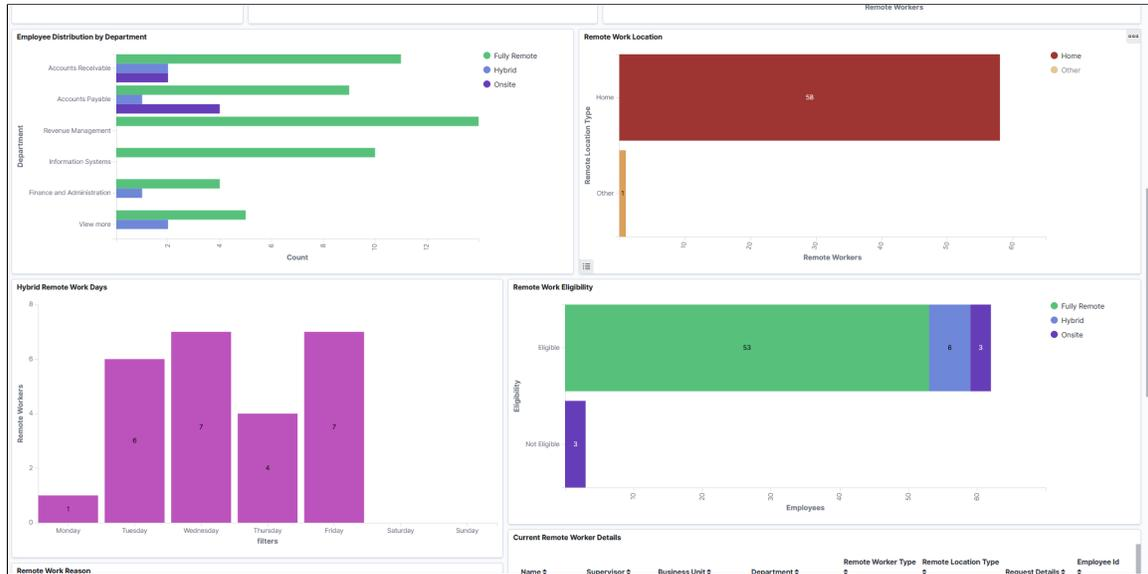 Remote Workers
Employee Distribution by Department
Department
Accounts Receivable
Accounts Payable
Revenue Management
Information Systems
Finance and Administration
View more
2
4
6
8
10
12
Count
Fully Remote
Hybrid
Onsite
Remote Work Location
Remote Location Type
Home
58
Other
1
10
20
30
40
50
60
Remote Workers
Home
Other
Hybrid Remote Work Days
Remote Workers
8
6
4
2
0
1
6
7
4
7
Monday
Tuesday
Wednesday
Thursday
Friday
Saturday
Sunday
filters
Remote Work Eligibility
Eligibility
Eligible
53
6
3
Not Eligible
3
10
20
30
40
50
60
Employees
Fully Remote
Hybrid
Onsite
Remote Work Reason
Current Remote Worker Details
Name
Supervisor
Business Unit
Department
Remote Worker Type
Remote Location Type
Request Details
Employee Id